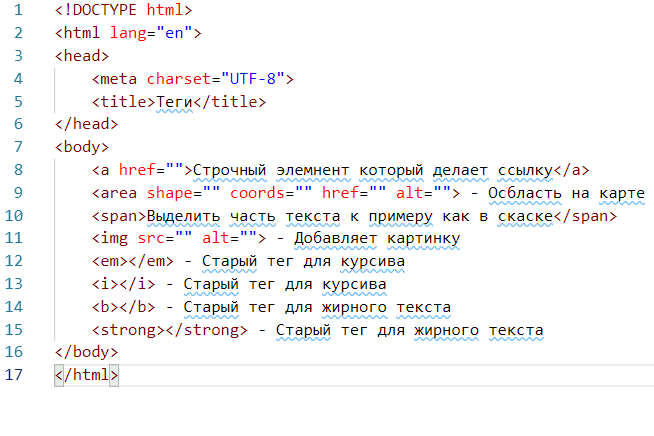 1 <!DOCTYPE html>
2 <html lang="en">
3 <head>
4 <meta charset="UTF-8">
5 <title>Теги</title>
6 </head>
7 <body>
8 <a href="">Строчный элемнент который делает ссылку</a>
9 <area shape="" coords="" href="" alt=""> - Осбласть на карте
10 <span>Выделить часть текста к примеру как в скаске</span>
11 <img src="" alt=""> - Добавляет картинку
12 <em></em> - Старый тег для курсива
13 <i></i> - Старый тег для курсива
14 <b></b> - Старый тег для жирного текста
15 <strong></strong> - Старый тег для жирного текста
16 </body>
17 </html>